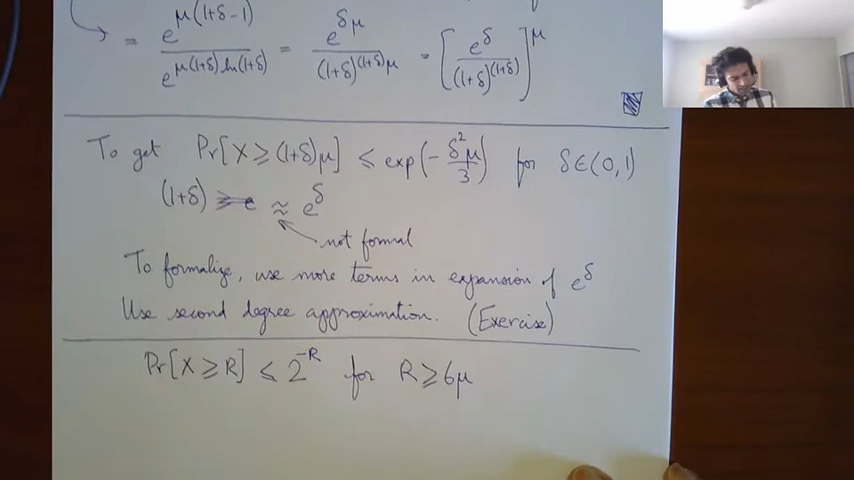 = e^{μ(1+δ-1)} / e^{μ(1+δ)ln(1+δ)} = e^{δμ} / (1+δ)^{(1+δ)μ} = [ e^δ / (1+δ)^{(1+δ)} ]^μ
To get Pr[X ≥ (1+δ)μ] ≤ exp(- δ²μ / 3) for δ∈(0,1)
(1+δ) ≈ e^δ
not formal
To formalize, use more terms in expansion of e^δ
Use second degree approximation. (Exercise)
Pr[X ≥ R] ≤ 2^{-R} for R ≥ 6μ